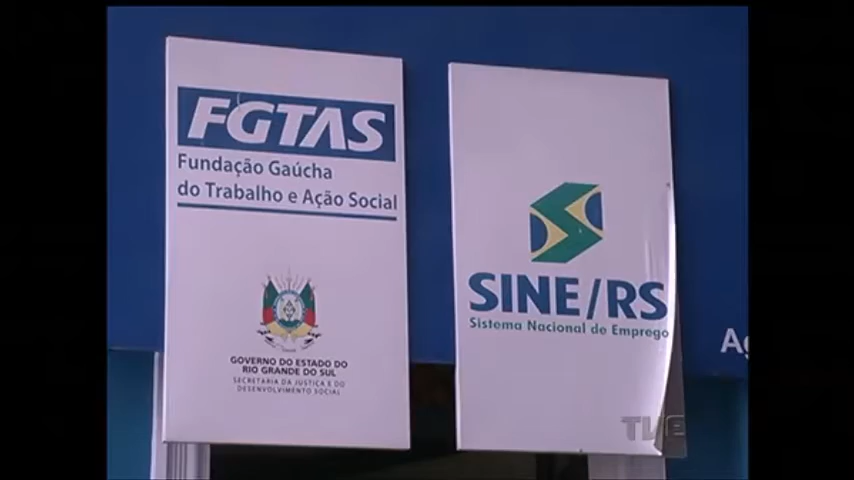 FGTAS
Fundação Gaúcha
do Trabalho e Ação Social
GOVERNO DO ESTADO DO
RIO GRANDE DO SUL
SECRETARIA DA JUSTIÇA E DO
DESENVOLVIMENTO SOCIAL
SINE/RS
Sistema Nacional de Emprego
TVE